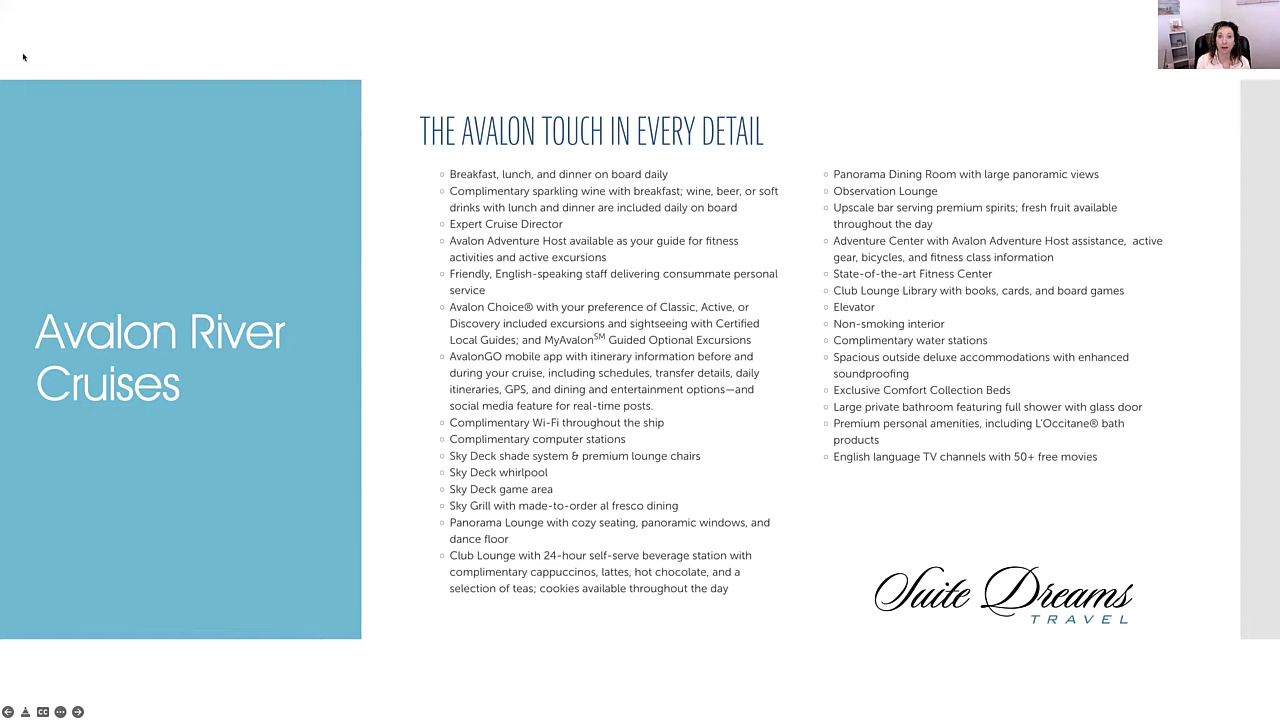 Avalon River
Cruises
THE AVALON TOUCH IN EVERY DETAIL
Breakfast, lunch, and dinner on board daily
Complimentary sparkling wine with breakfast; wine, beer, or soft
drinks with lunch and dinner are included daily on board
Expert Cruise Director
Avalon Adventure Host available as your guide for fitness
activities and active excursions
Friendly, English-speaking staff delivering consummate personal
service
Avalon Choice® with your preference of Classic, Active, or
Discovery included excursions and sightseeing with Certified
Local Guides; and MyAvalonSM Guided Optional Excursions
AvalonGO mobile app with itinerary information before and
during your cruise, including schedules, transfer details, daily
itineraries, GPS, and dining and entertainment options—and
social media feature for real-time posts.
Complimentary Wi-Fi throughout the ship
Complimentary computer stations
Sky Deck shade system & premium lounge chairs
Sky Deck whirlpool
Sky Deck game area
Sky Grill with made-to-order al fresco dining
Panorama Lounge with cozy seating, panoramic windows, and
dance floor
Club Lounge with 24-hour self-serve beverage station with
complimentary cappuccinos, lattes, hot chocolate, and a
selection of teas; cookies available throughout the day
Panorama Dining Room with large panoramic views
Observation Lounge
Upscale bar serving premium spirits; fresh fruit available
throughout the day
Adventure Center with Avalon Adventure Host assistance, active
gear, bicycles, and fitness class information
State-of-the-art Fitness Center
Club Lounge Library with books, cards, and board games
Elevator
Non-smoking interior
Complimentary water stations
Spacious outside deluxe accommodations with enhanced
soundproofing
Exclusive Comfort Collection Beds
Large private bathroom featuring full shower with glass door
Premium personal amenities, including L'Occitane® bath
products
English language TV channels with 50+ free movies
Suite Dreams
TRAVEL
CC